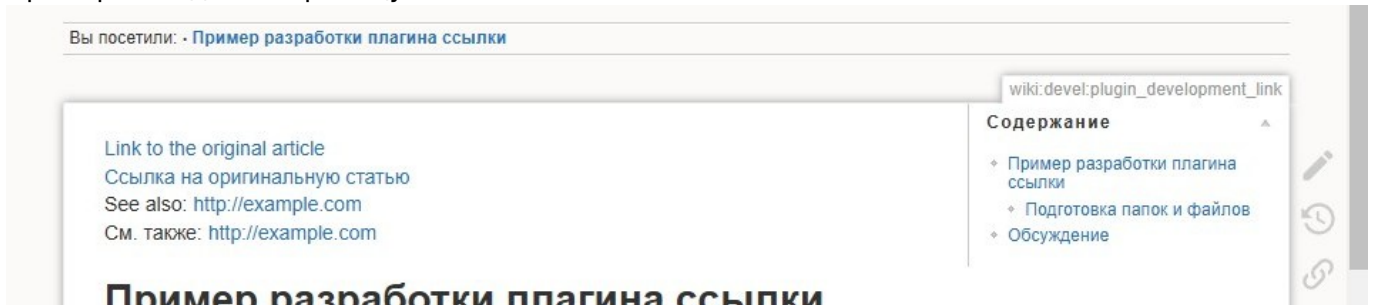 Вы посетили: • Пример разработки плагина ссылки
wiki:devel:plugin_development_link
Содержание
Пример разработки плагина
ссылки
Подготовка папок и файлов
Обсуждение
Link to the original article
Ссылка на оригинальную статью
See also: http://example.com
См. также: http://example.com
Пример разработки плагина ссылки